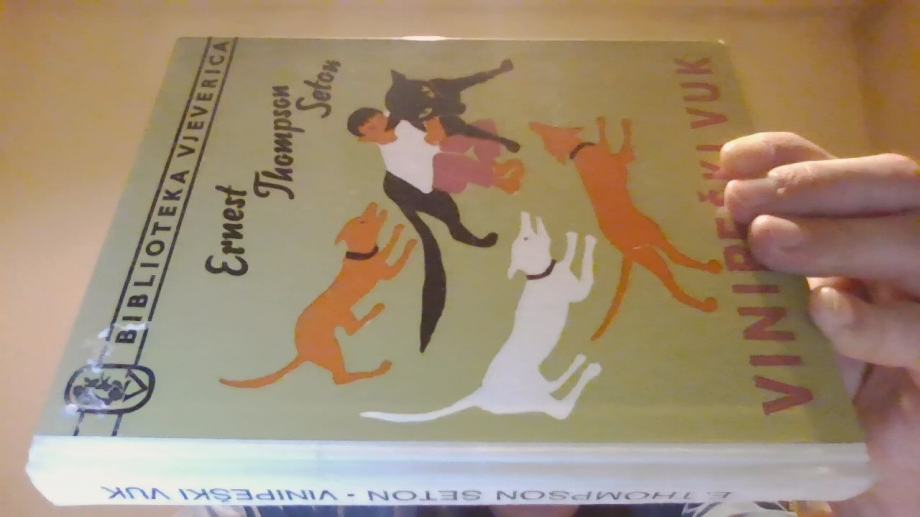 BIBLIOTEKA VJEVERICA
Ernest
Thompson
Seton
VINIPEŠKI VUK
E. THOMPSON SETON • VINIPEŠKI VUK